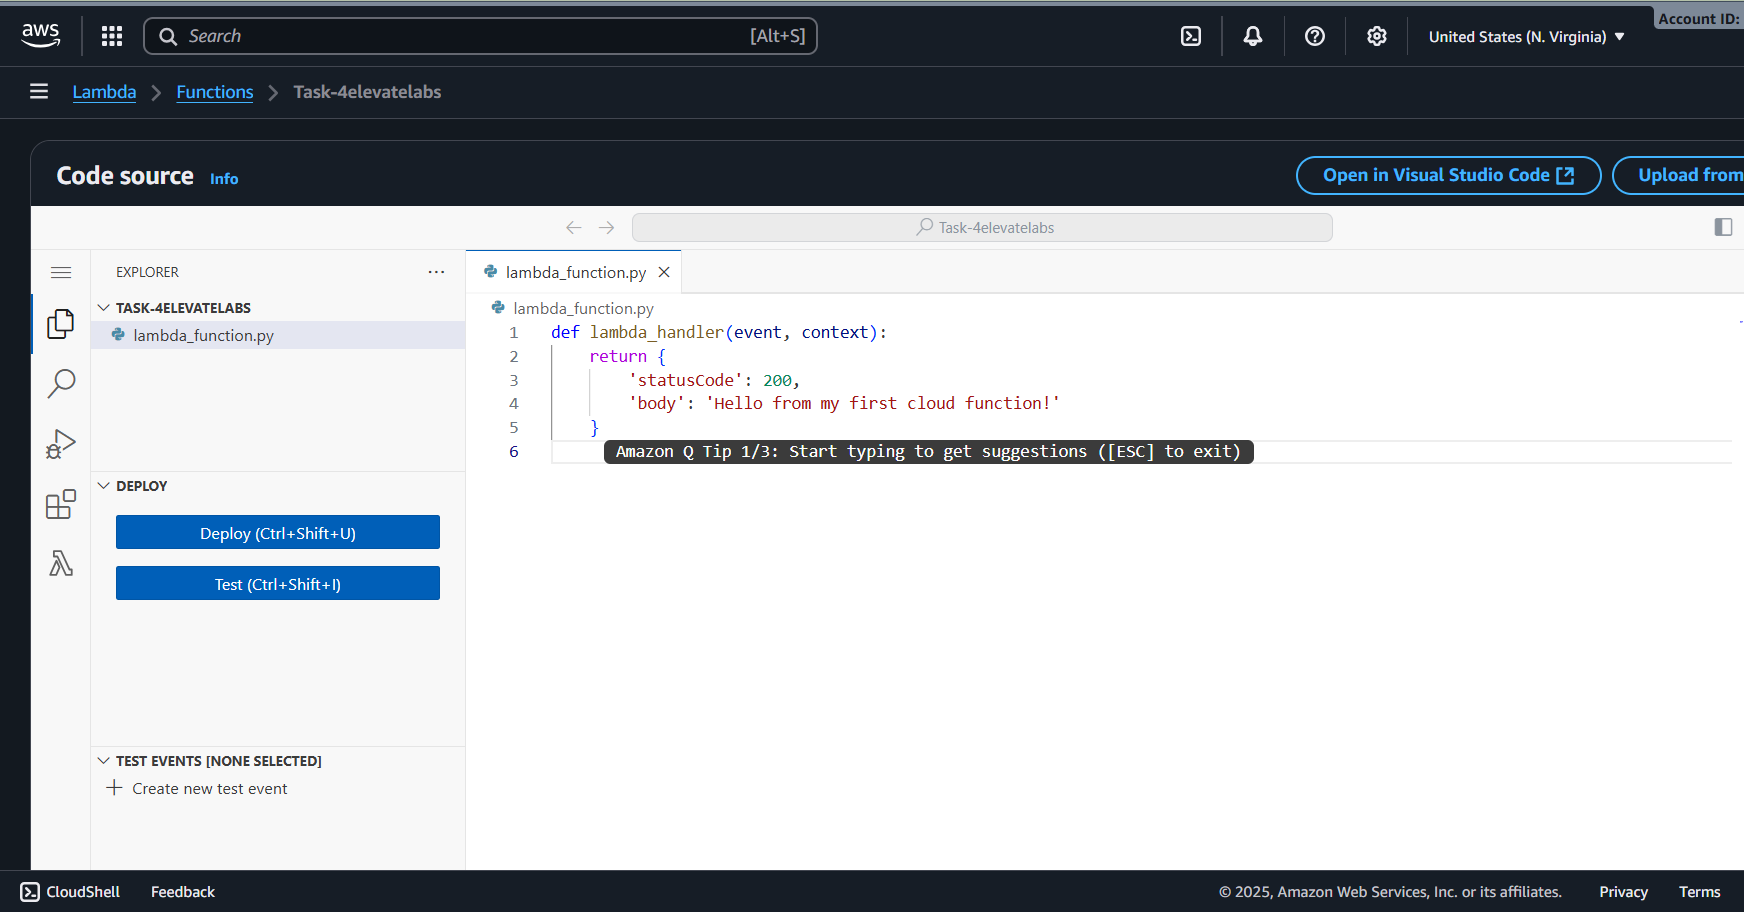 Account ID:
aws
Search [Alt+S]
United States (N. Virginia)
Lambda Functions Task-4elevatelabs
Code source Info
Open in Visual Studio Code
Upload from
Task-4elevatelabs
EXPLORER
TASK-4ELEVATELABS
lambda_function.py
DEPLOY
Deploy (Ctrl+Shift+U)
Test (Ctrl+Shift+I)
TEST EVENTS [NONE SELECTED]
Create new test event
lambda_function.py
lambda_function.py
1 def lambda_handler(event, context):
2 return {
3 'statusCode': 200,
4 'body': 'Hello from my first cloud function!'
5 }
6 Amazon Q Tip 1/3: Start typing to get suggestions ([ESC] to exit)
CloudShell Feedback
© 2025, Amazon Web Services, Inc. or its affiliates. Privacy Terms